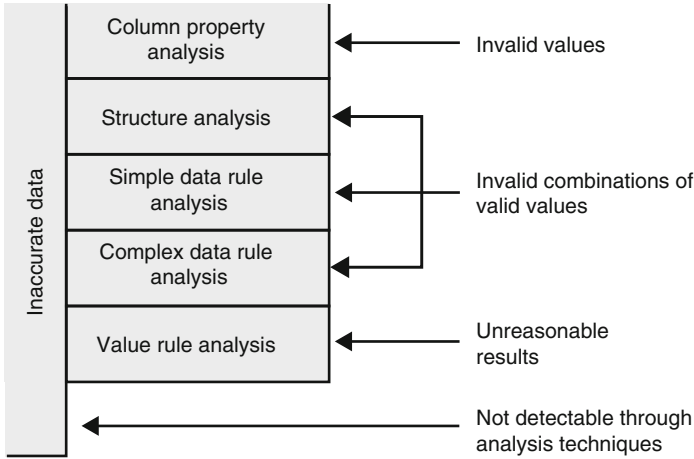 Inaccurate data
Column property
analysis
Invalid values
Structure analysis
Simple data rule
analysis
Invalid combinations of
valid values
Complex data rule
analysis
Value rule analysis
Unreasonable
results
Not detectable through
analysis techniques